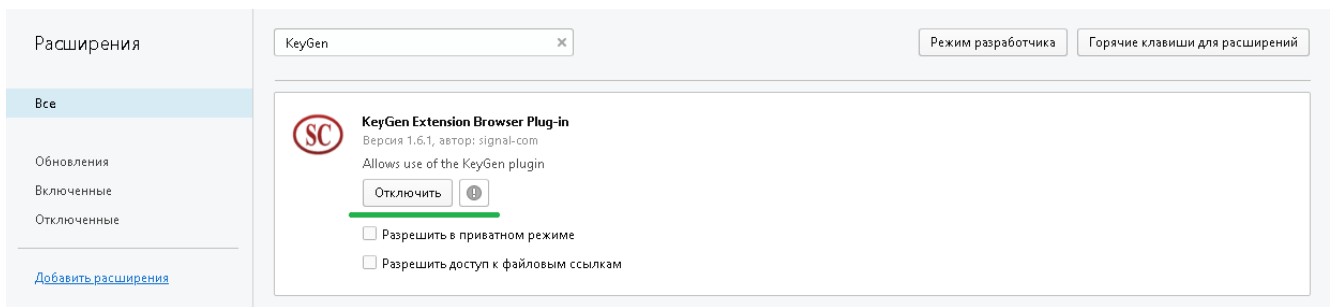 Расширения
KeyGen
Режим разработчика
Горячие клавиши для расширений
Все
Обновления
Включенные
Отключенные
Добавить расширения
SC
KeyGen Extension Browser Plug-in
Версия 1.6.1, автор: signal-com
Allows use of the KeyGen plugin
Отключить
Разрешить в приватном режиме
Разрешить доступ к файловым ссылкам